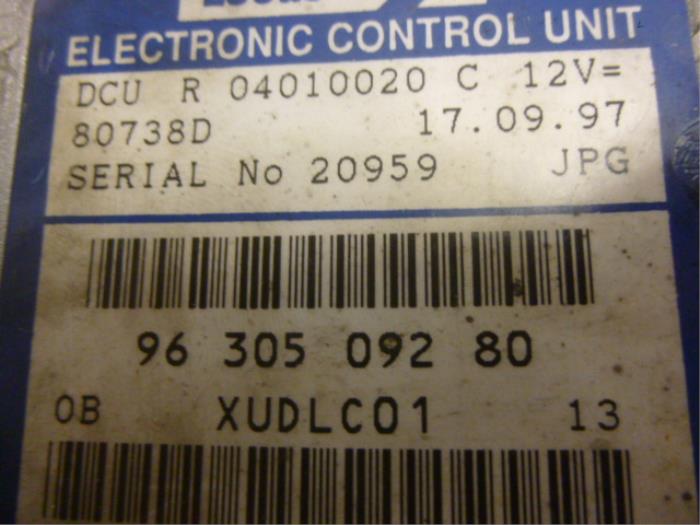 ELECTRONIC CONTROL UNIT
DCU R 04010020 C 12V=
80738D 17.09.97
SERIAL No 20959 JPG
96 305 092 80
OB XUDLC01 13